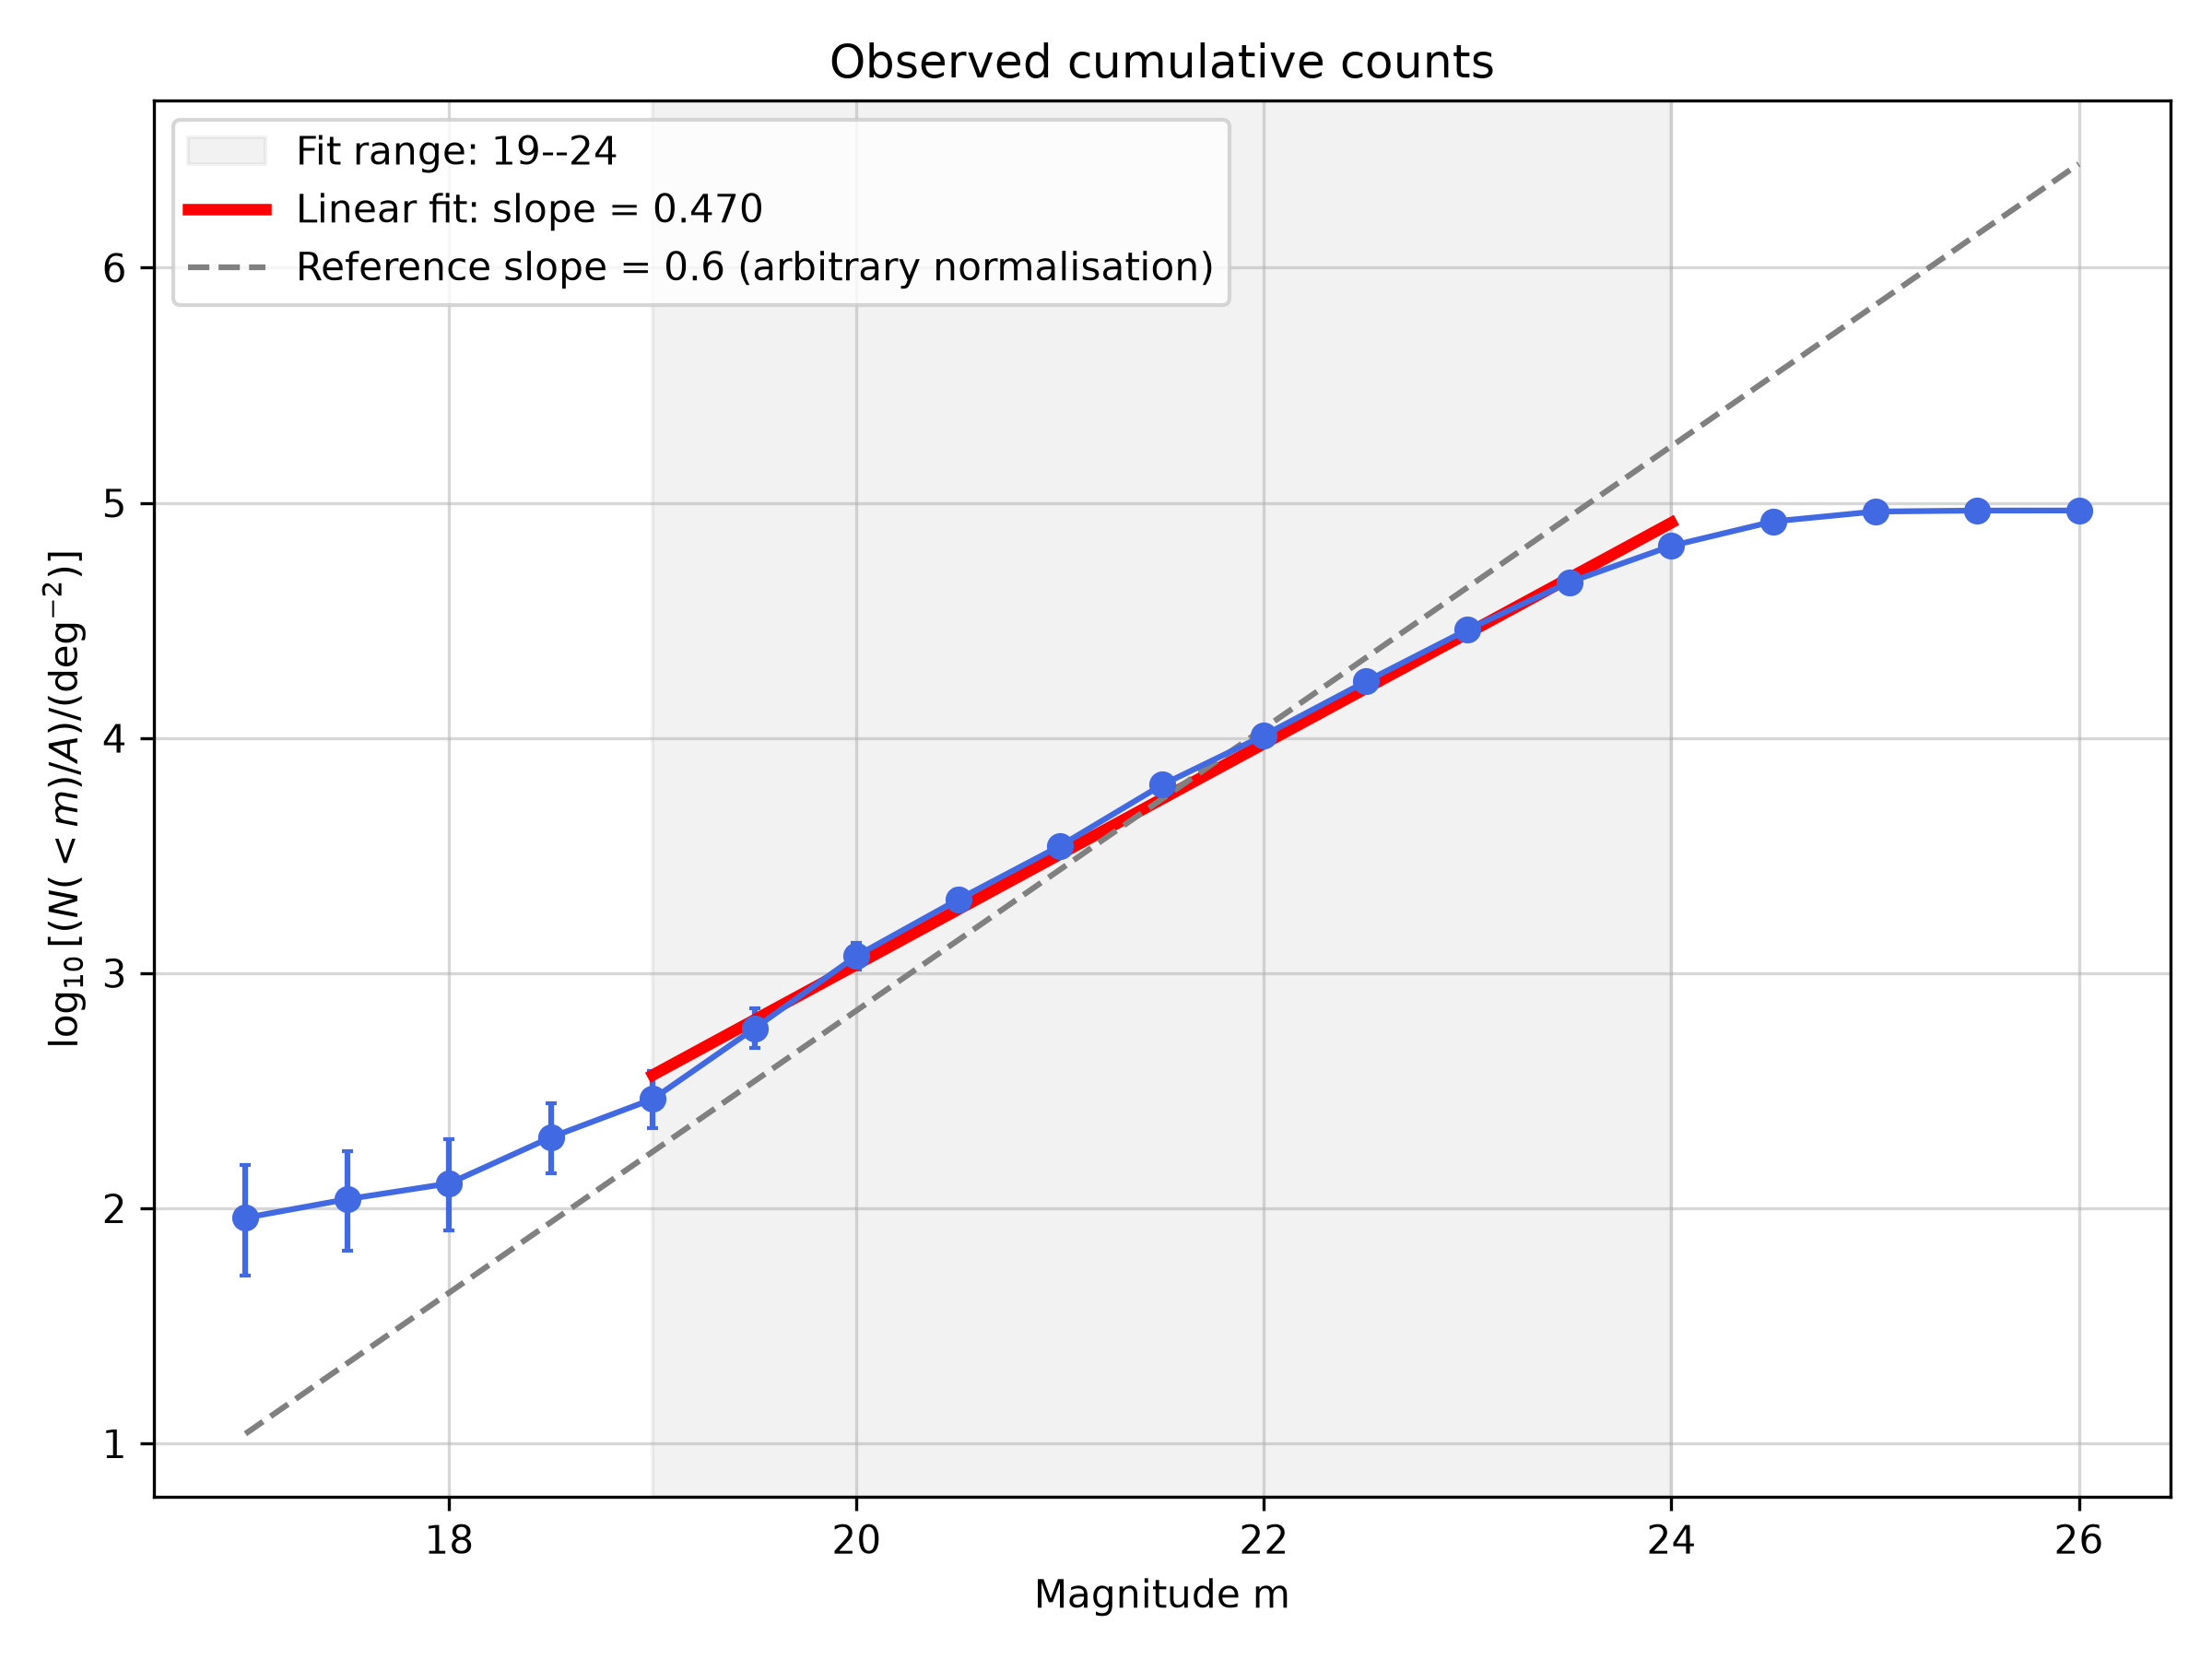 Observed cumulative counts
Fit range: 19--24
Linear fit: slope = 0.470
Reference slope = 0.6 (arbitrary normalisation)
log₁₀ [(N( < m)/A)/(deg⁻²)]
6
5
4
3
2
1
18 20 22 24 26
Magnitude m